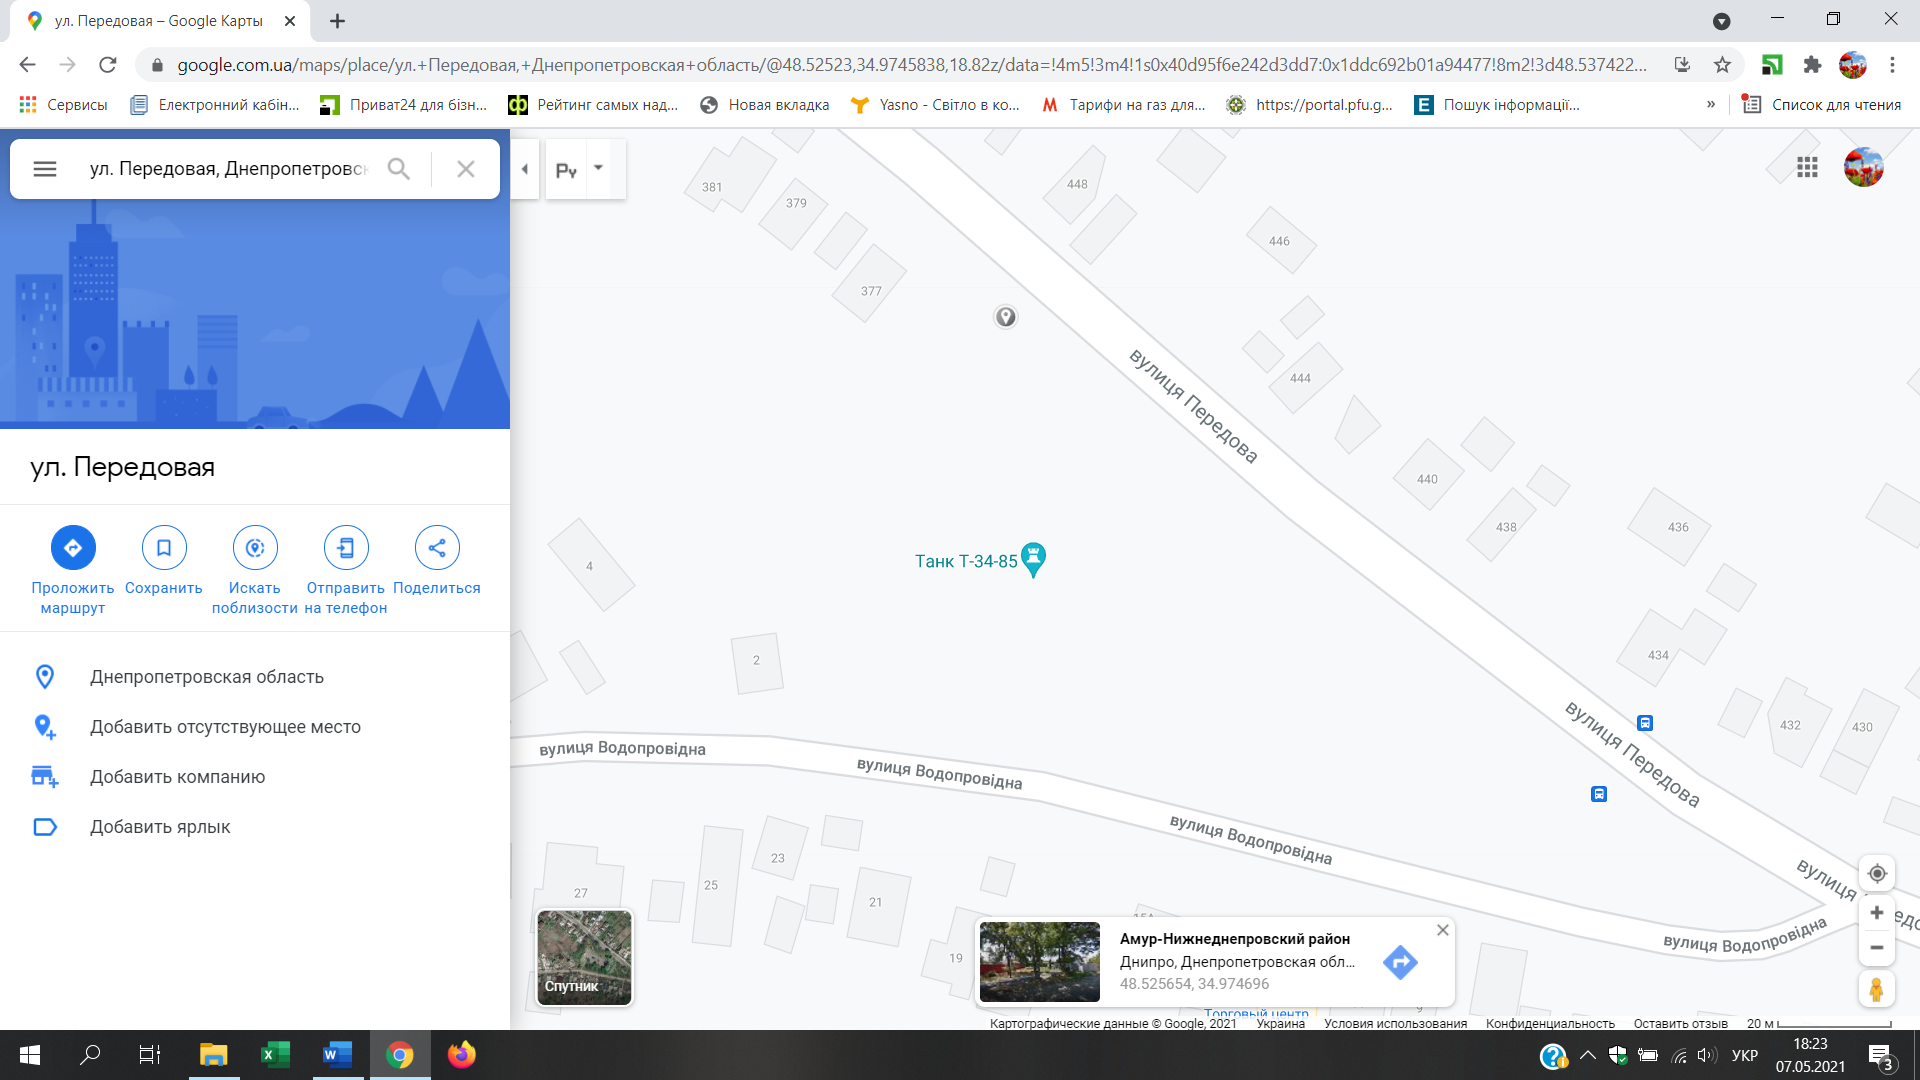 ул. Передовая – Google Карты
google.com.ua/maps/place/ул.+Передовая,+Днепропетровская+область/@48.52523,34.9745838,18.82z/data=!4m5!3m4!1s0x40d95f6e242d3dd7:0x1ddc692b01a94477!8m2!3d48.537422...
Сервисы
Електронний кабін...
Приват24 для бізн...
Рейтинг самых над...
Новая вкладка
Yasno - Світло в ко...
Тарифи на газ для...
https://portal.pfu.g...
Пошук інформації...
»
Список для чтения
ул. Передовая, Днепропетровск
Ру
381
379
377
448
446
444
440
438
436
434
432
430
вулиця Передова
Танк Т-34-85
4
2
ул. Передовая
Проложить маршрут
Сохранить
Искать поблизости
Отправить на телефон
Поделиться
Днепропетровская область
Добавить отсутствующее место
Добавить компанию
Добавить ярлык
вулиця Передова
вулиця Водопровідна
вулиця Водопровідна
вулиця Водопровідна
вулиця Водопровідна
вулиця
27
25
23
21
19
Спутник
Амур-Нижнеднепровский район
Днипро, Днепропетровская обл...
48.525654, 34.974696
Торговый центр
Картографические данные © Google, 2021
Украина
Условия использования
Конфиденциальность
Оставить отзыв
20 м
УКР
18:23
07.05.2021
3